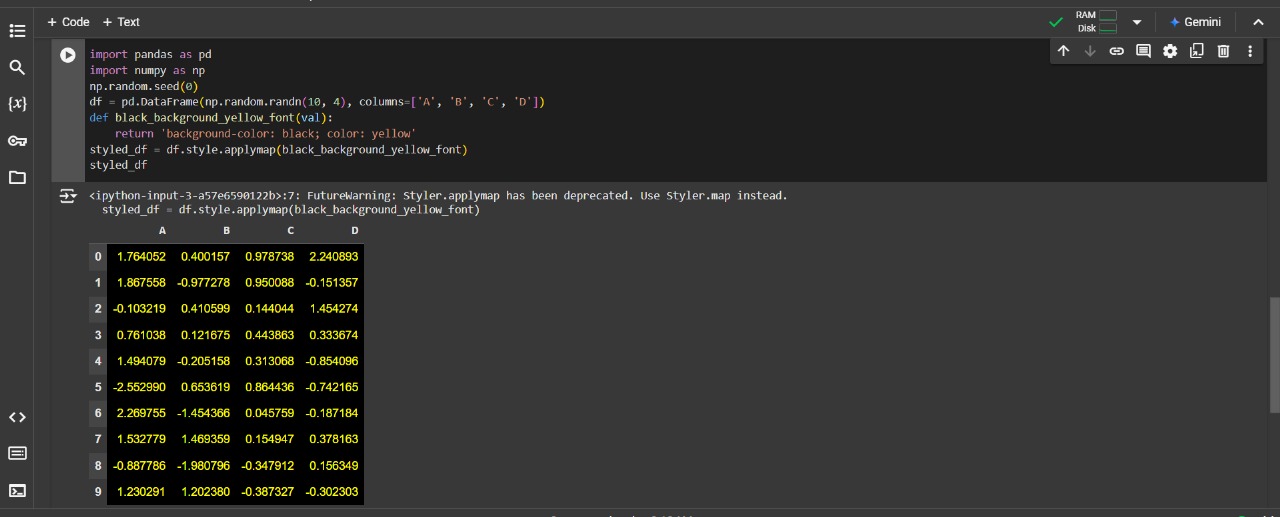 + Code + Text
RAM
Disk
Gemini
{x}
import pandas as pd
import numpy as np
np.random.seed(0)
df = pd.DataFrame(np.random.randn(10, 4), columns=['A', 'B', 'C', 'D'])
def black_background_yellow_font(val):
    return 'background-color: black; color: yellow'
styled_df = df.style.applymap(black_background_yellow_font)
styled_df
<ipython-input-3-a57e6590122b>:7: FutureWarning: Styler.applymap has been deprecated. Use Styler.map instead.
  styled_df = df.style.applymap(black_background_yellow_font)
A B C D
0 1.764052 0.400157 0.978738 2.240893
1 1.867558 -0.977278 0.950088 -0.151357
2 -0.103219 0.410599 0.144044 1.454274
3 0.761038 0.121675 0.443863 0.333674
4 1.494079 -0.205158 0.313068 -0.854096
5 -2.552990 0.653619 0.864436 -0.742165
6 2.269755 -1.454366 0.045759 -0.187184
7 1.532779 1.469359 0.154947 0.378163
8 -0.887786 -1.980796 -0.347912 0.156349
9 1.230291 1.202380 -0.387327 -0.302303